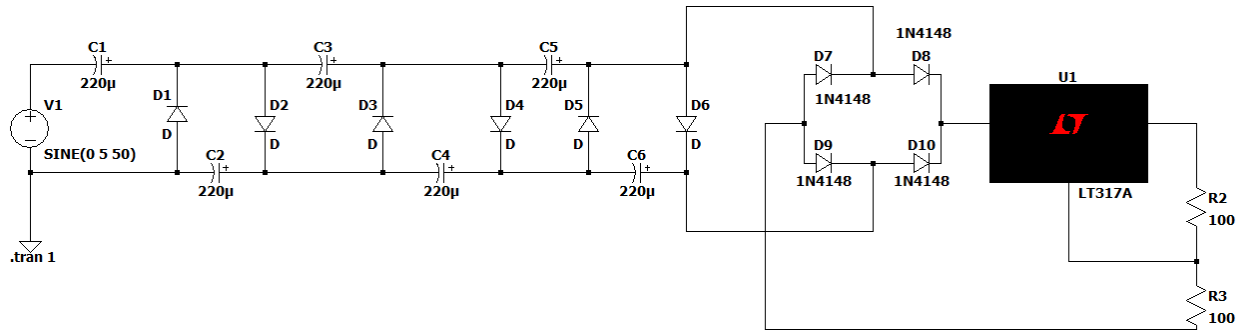 C1
220µ
V1
SINE(0 5 50)
.tran 1
D1
D
D2
D
C2
220µ
C3
220µ
D3
D
C4
220µ
D4
D
C5
220µ
D5
D
C6
220µ
D6
D
D7
1N4148
1N4148
D8
D9
1N4148
D10
1N4148
U1
LT317A
R2
100
R3
100